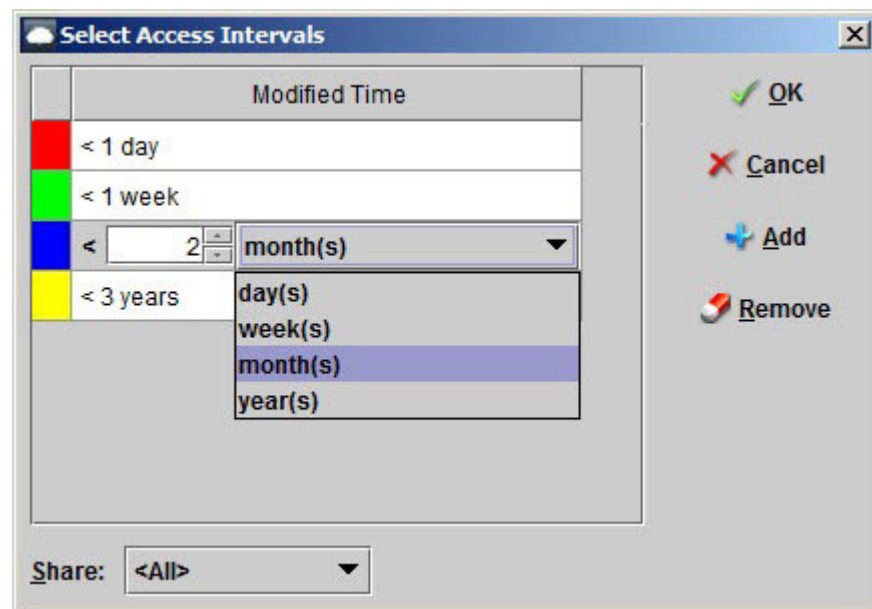 Select Access Intervals
Modified Time
OK
< 1 day
Cancel
< 1 week
< 2 month(s)
Add
< 3 years
day(s)
Remove
week(s)
month(s)
year(s)
Share: <All>